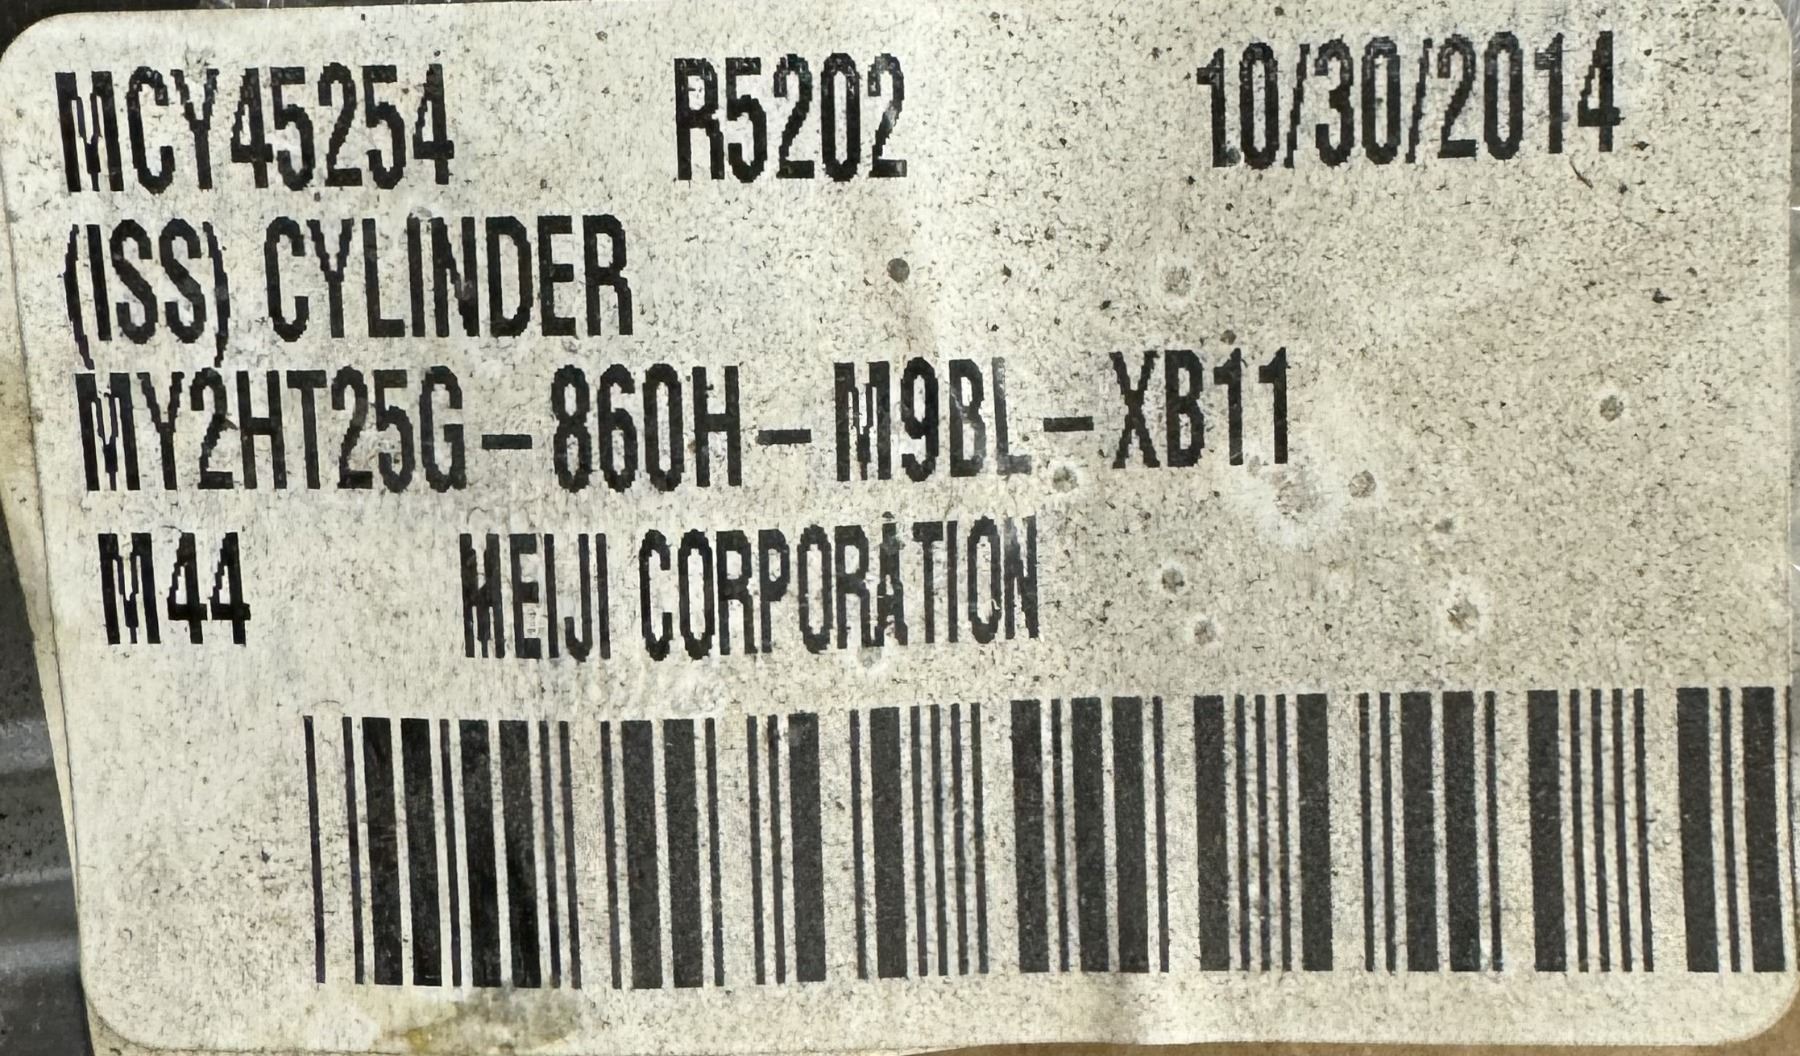 MCY45254 R5202 10/30/2014
(ISS) CYLINDER
MY2HT25G-860H-M9BL-XB11
M44 MEIJI CORPORATION